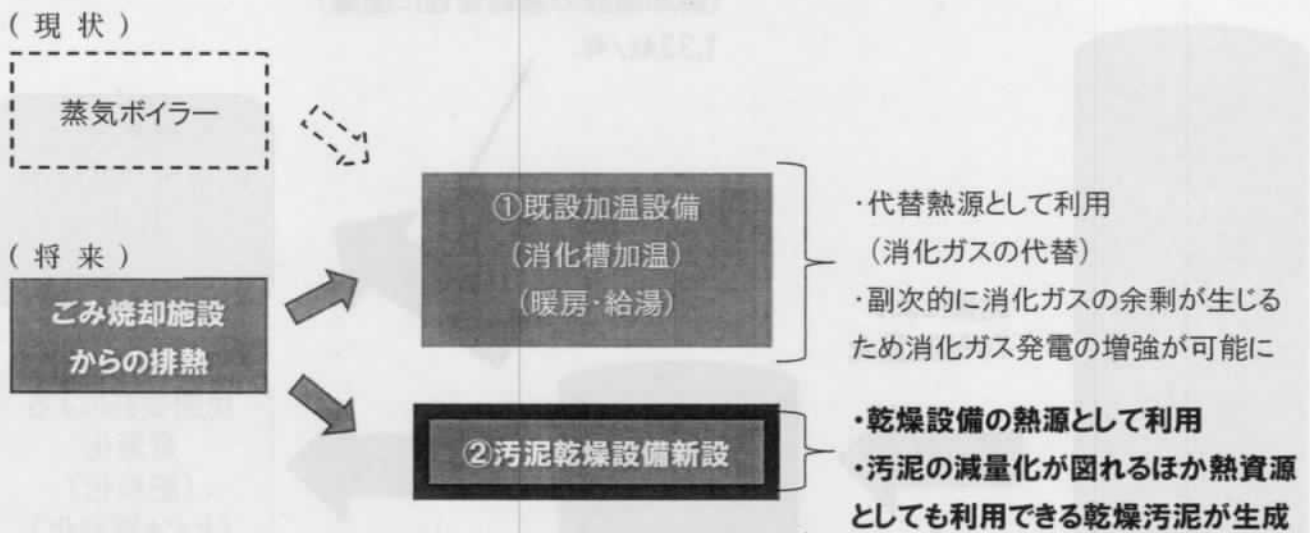 (現状)
蒸気ボイラー
①既設加温設備
(消化槽加温)
(暖房・給湯)
・代替熱源として利用
(消化ガスの代替)
・副次的に消化ガスの余剰が生じる
ため消化ガス発電の増強が可能に
(将来)
ごみ焼却施設
からの排熱
②汚泥乾燥設備新設
・乾燥設備の熱源として利用
・汚泥の減量化が図れるほか熱資源
としても利用できる乾燥汚泥が生成